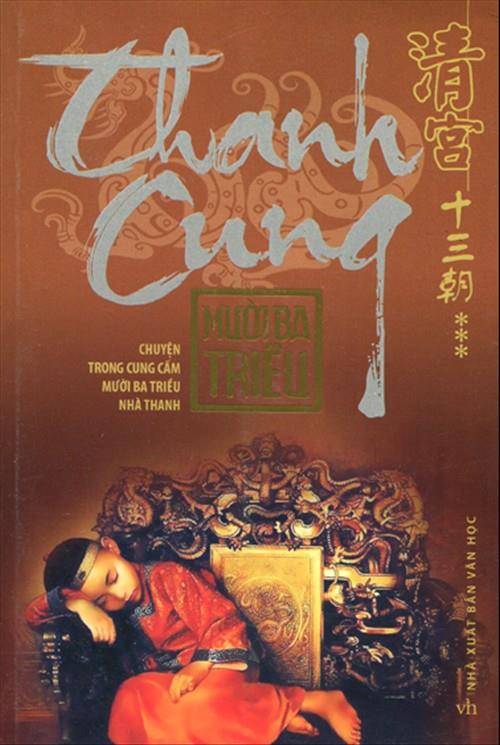 Thanh
Cung
清宮
十三朝
***
MƯỜI BA
TRIỀU
CHUYỆN
TRONG CUNG CẤM
MƯỜI BA TRIỀU
NHÀ THANH
NHÀ XUẤT BẢN VĂN HỌC
vh